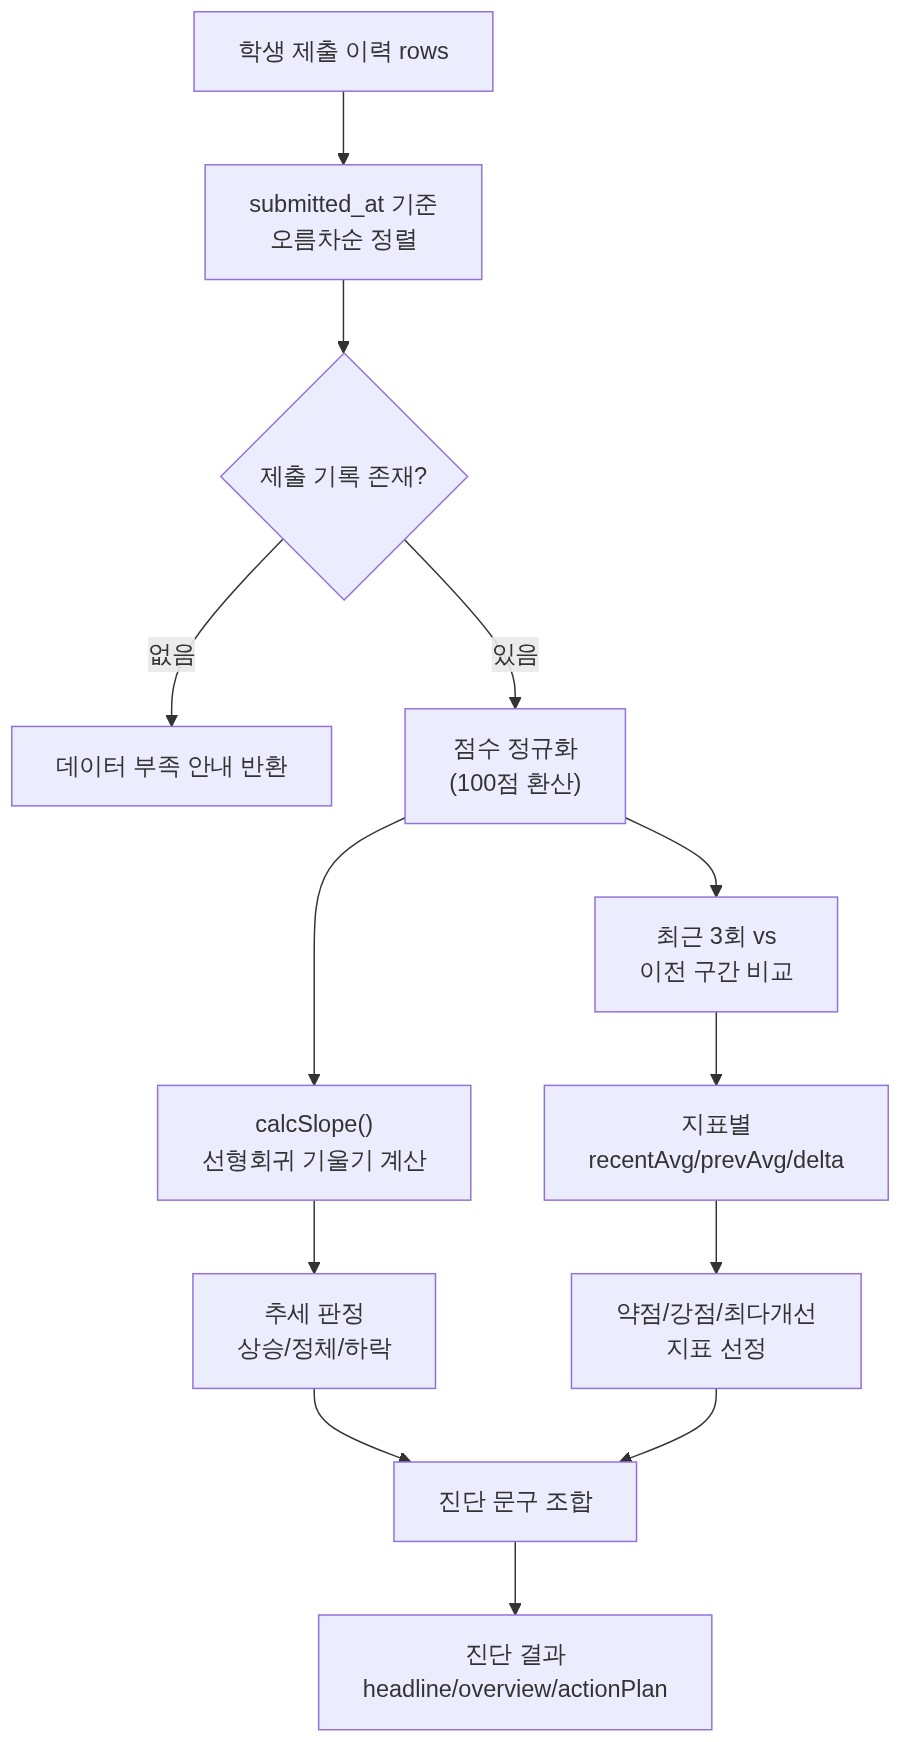 학생 제출 이력 rows
submitted_at 기준
오름차순 정렬
제출 기록 존재?
없음
있음
데이터 부족 안내 반환
점수 정규화
(100점 환산)
최근 3회 vs
이전 구간 비교
calcSlope()
선형회귀 기울기 계산
지표별
recentAvg/prevAvg/delta
추세 판정
상승/정체/하락
약점/강점/최다개선
지표 선정
진단 문구 조합
진단 결과
headline/overview/actionPlan